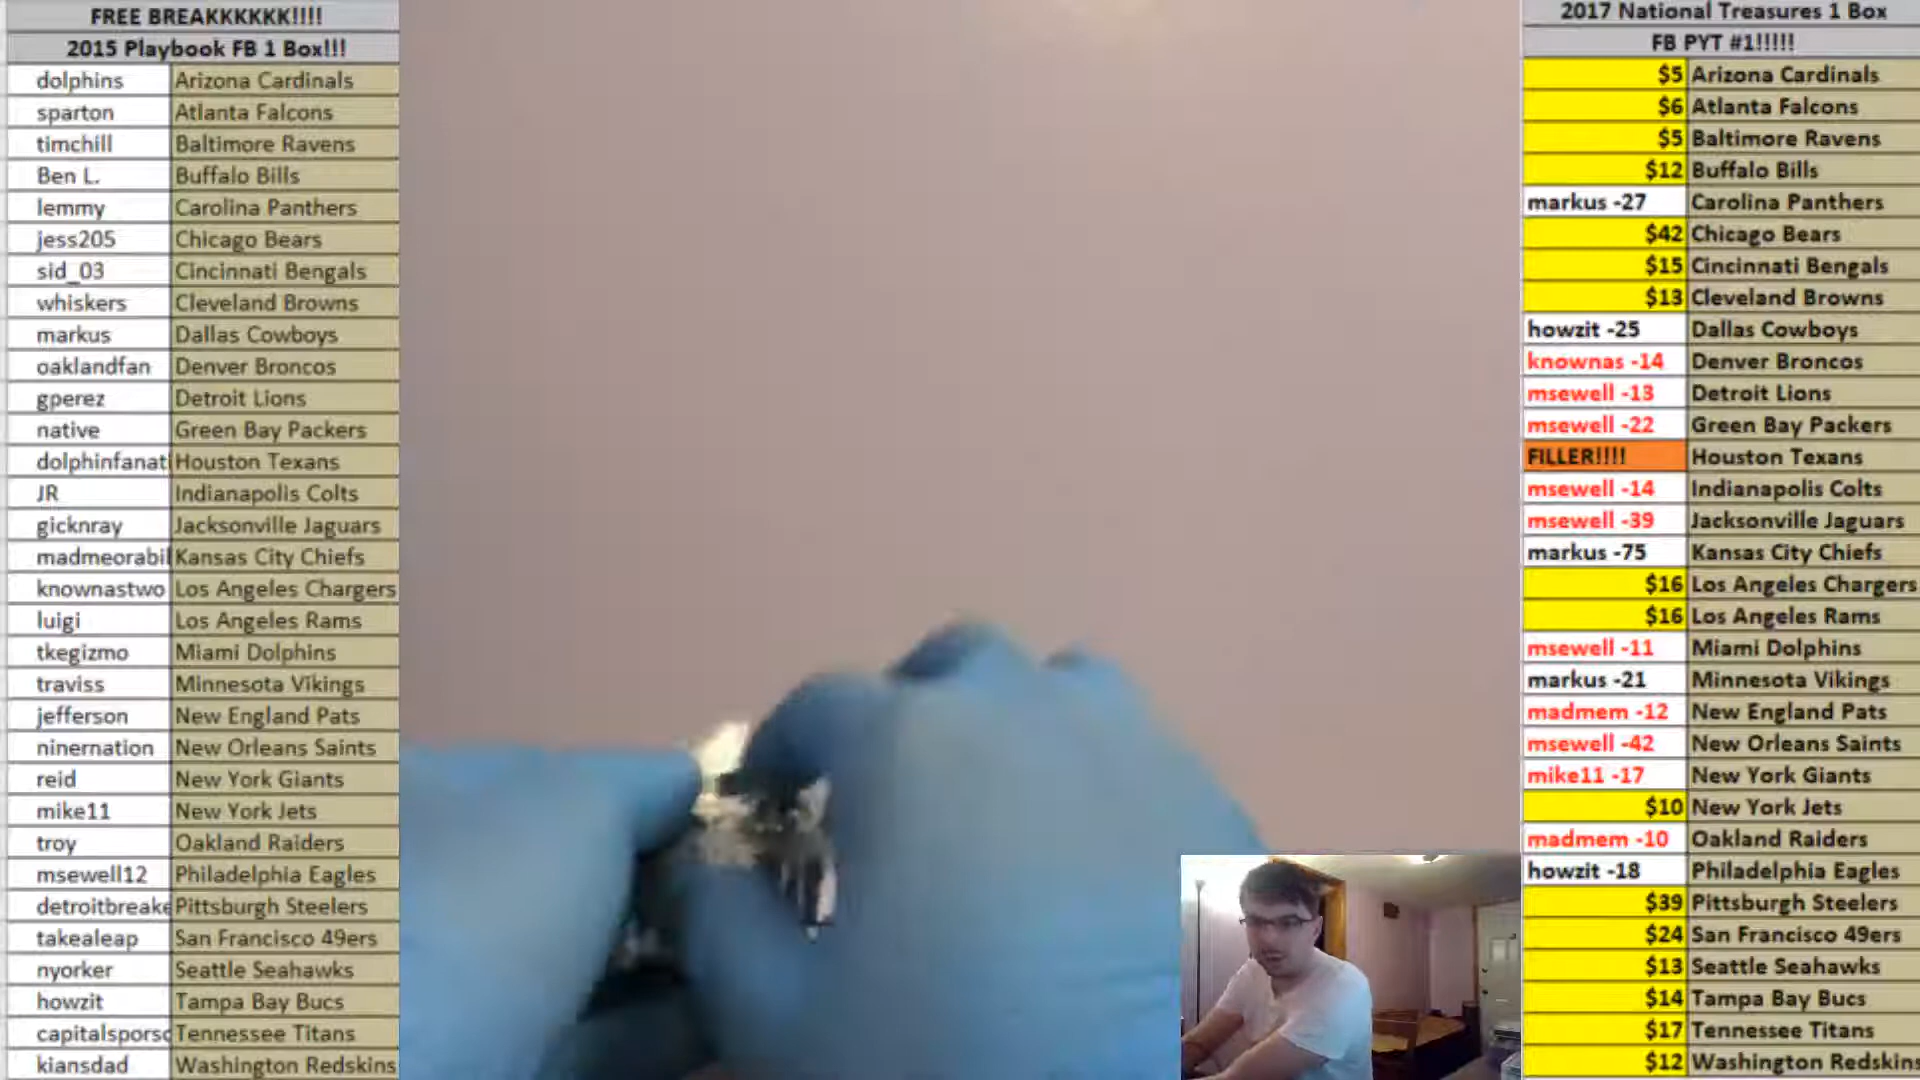 FREE BREAKKKKKK!!!!
2015 Playbook FB 1 Box!!!
dolphins Arizona Cardinals
sparton Atlanta Falcons
timchill Baltimore Ravens
Ben L. Buffalo Bills
lemmy Carolina Panthers
jess205 Chicago Bears
sid_03 Cincinnati Bengals
whiskers Cleveland Browns
markus Dallas Cowboys
oaklandfan Denver Broncos
gperez Detroit Lions
native Green Bay Packers
dolphinfanati Houston Texans
JR Indianapolis Colts
gicknray Jacksonville Jaguars
madmeorabil Kansas City Chiefs
knownastwo Los Angeles Chargers
luigi Los Angeles Rams
tkegizmo Miami Dolphins
traviss Minnesota Vikings
jefferson New England Pats
ninernation New Orleans Saints
reid New York Giants
mike11 New York Jets
troy Oakland Raiders
msewell12 Philadelphia Eagles
detroitbreake Pittsburgh Steelers
takealeap San Francisco 49ers
nyorker Seattle Seahawks
howzit Tampa Bay Bucs
capitalsporsc Tennessee Titans
kiansdad Washington Redskins
2017 National Treasures 1 Box
FB PYT #1!!!!!
$5 Arizona Cardinals
$6 Atlanta Falcons
$5 Baltimore Ravens
$12 Buffalo Bills
markus -27 Carolina Panthers
$42 Chicago Bears
$15 Cincinnati Bengals
$13 Cleveland Browns
howzit -25 Dallas Cowboys
knownas -14 Denver Broncos
msewell -13 Detroit Lions
msewell -22 Green Bay Packers
FILLER!!!! Houston Texans
msewell -14 Indianapolis Colts
msewell -39 Jacksonville Jaguars
markus -75 Kansas City Chiefs
$16 Los Angeles Chargers
$16 Los Angeles Rams
msewell -11 Miami Dolphins
markus -21 Minnesota Vikings
madmem -12 New England Pats
msewell -42 New Orleans Saints
mike11 -17 New York Giants
$10 New York Jets
madmem -10 Oakland Raiders
howzit -18 Philadelphia Eagles
$39 Pittsburgh Steelers
$24 San Francisco 49ers
$13 Seattle Seahawks
$14 Tampa Bay Bucs
$17 Tennessee Titans
$12 Washington Redskins